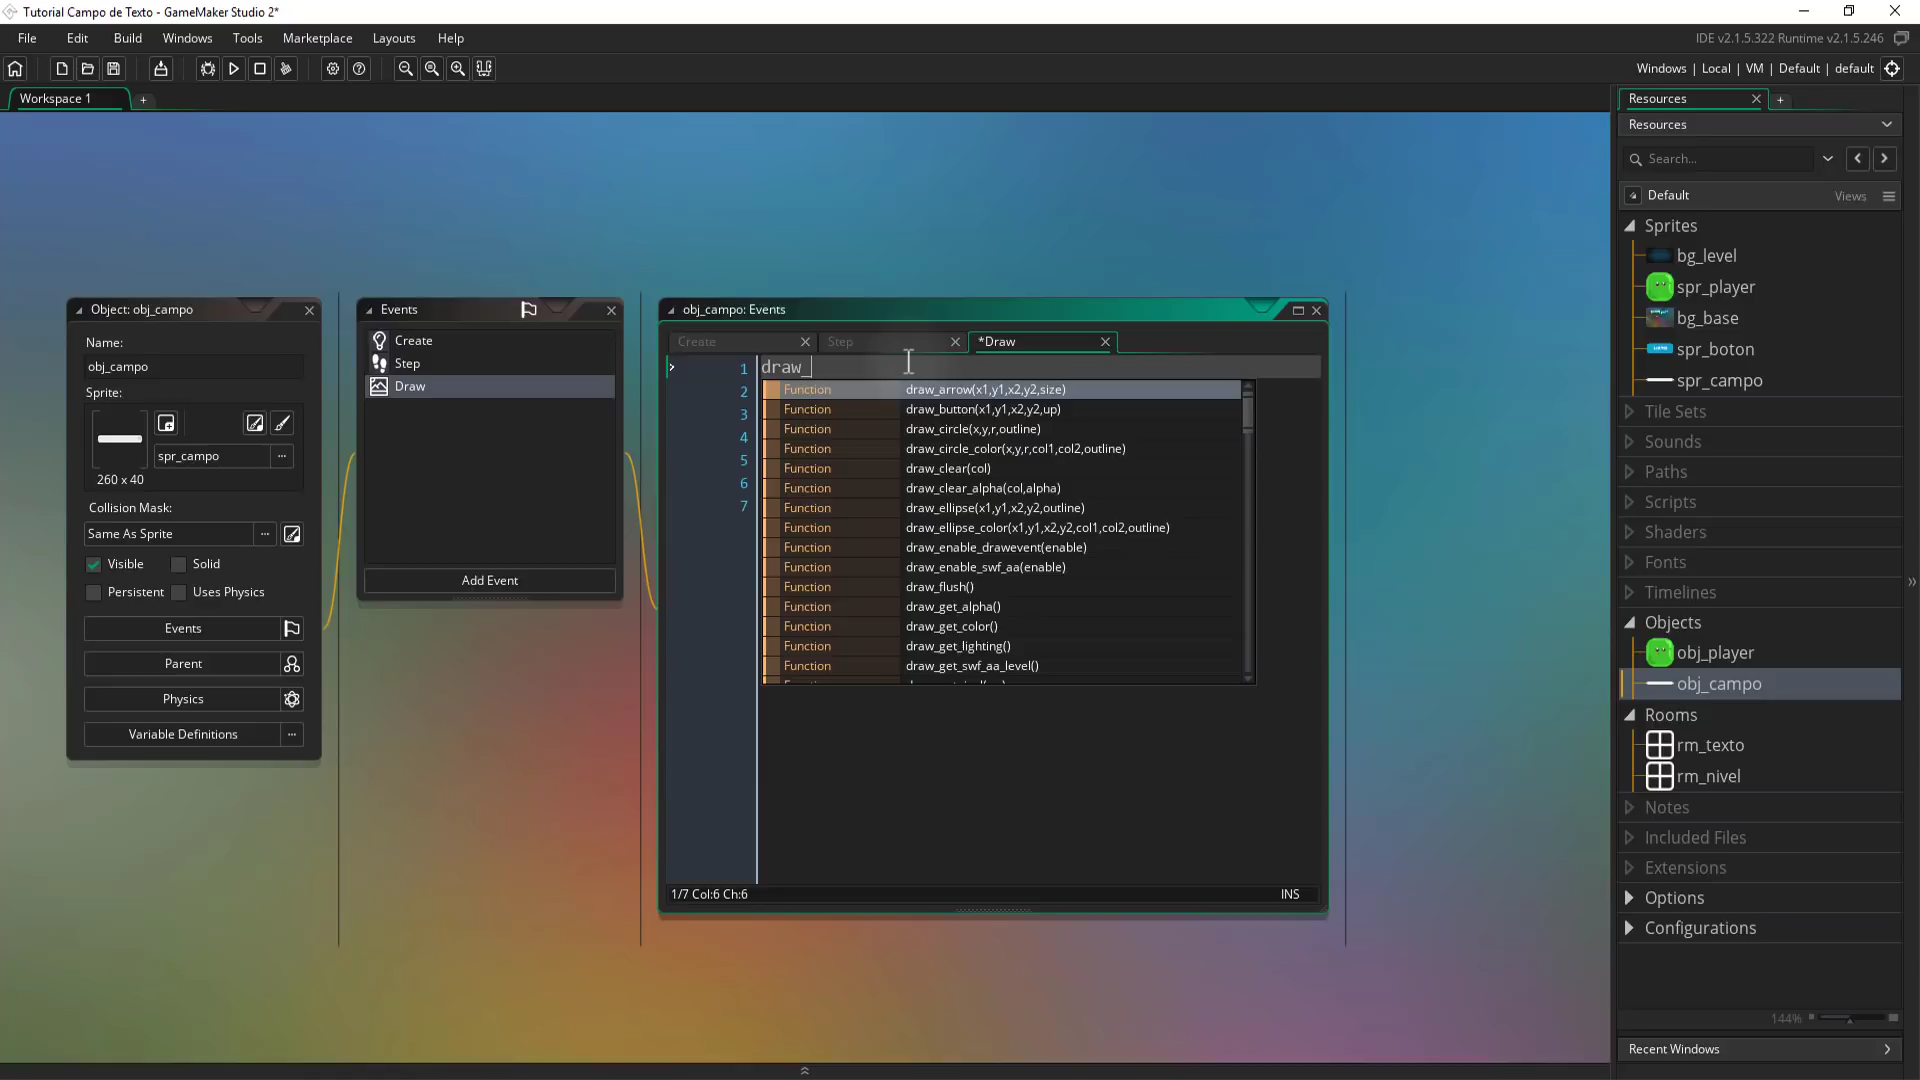 Tutorial Campo de Texto - GameMaker Studio 2*
File Edit Build Windows Tools Marketplace Layouts Help
IDE v2.1.5.322 Runtime v2.1.5.246
Windows | Local | VM | Default | default
Workspace 1
+
Object: obj_campo
Name:
obj_campo
Sprite:
spr_campo
...
260 x 40
Collision Mask:
Same As Sprite
...
Visible
Solid
Persistent
Uses Physics
Events
Parent
Physics
Variable Definitions
...
Events
Create
Step
Draw
Add Event
obj_campo: Events
Create
Step
*Draw
1 draw_
2
3
4
5
6
7
Function draw_arrow(x1,y1,x2,y2,size)
Function draw_button(x1,y1,x2,y2,up)
Function draw_circle(x,y,r,outline)
Function draw_circle_color(x,y,r,col1,col2,outline)
Function draw_clear(col)
Function draw_clear_alpha(col,alpha)
Function draw_ellipse(x1,y1,x2,y2,outline)
Function draw_ellipse_color(x1,y1,x2,y2,col1,col2,outline)
Function draw_enable_drawevent(enable)
Function draw_enable_swf_aa(enable)
Function draw_flush()
Function draw_get_alpha()
Function draw_get_color()
Function draw_get_lighting()
Function draw_get_swf_aa_level()
1/7 Col:6 Ch:6
INS
Resources
+
Resources
Search...
Default
Views
Sprites
bg_level
spr_player
bg_base
spr_boton
spr_campo
Tile Sets
Sounds
Paths
Scripts
Shaders
Fonts
Timelines
Objects
obj_player
obj_campo
Rooms
rm_texto
rm_nivel
Notes
Included Files
Extensions
Options
Configurations
144%
Recent Windows